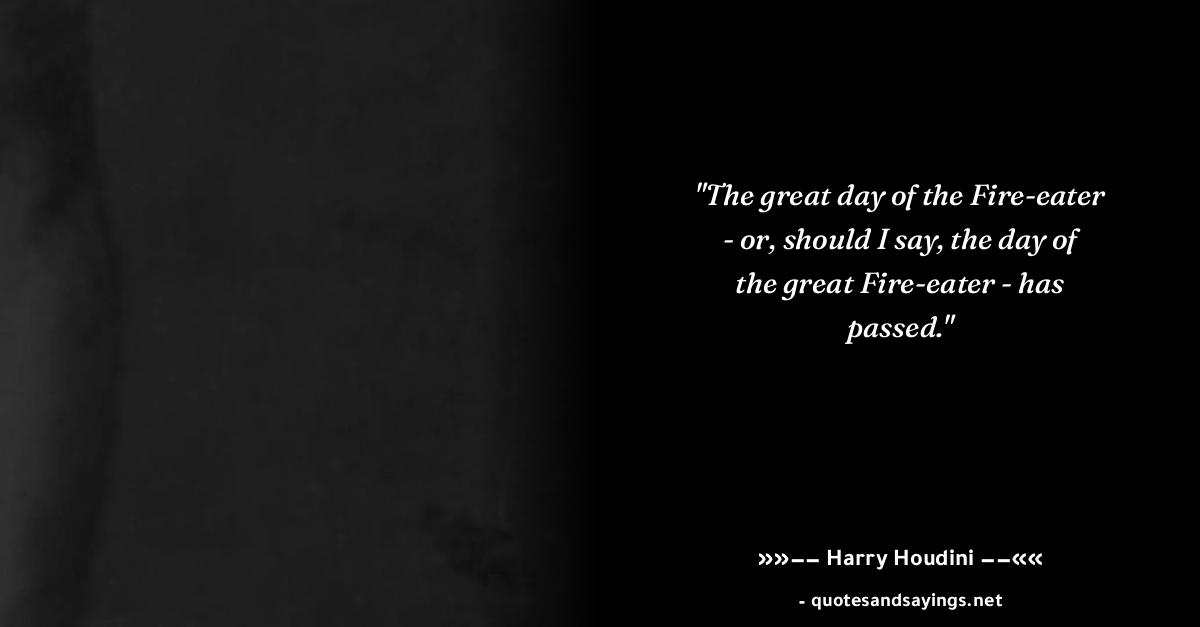 "The great day of the Fire-eater
- or, should I say, the day of
the great Fire-eater - has
passed."
»»−− Harry Houdini −−««
- quotesandsayings.net